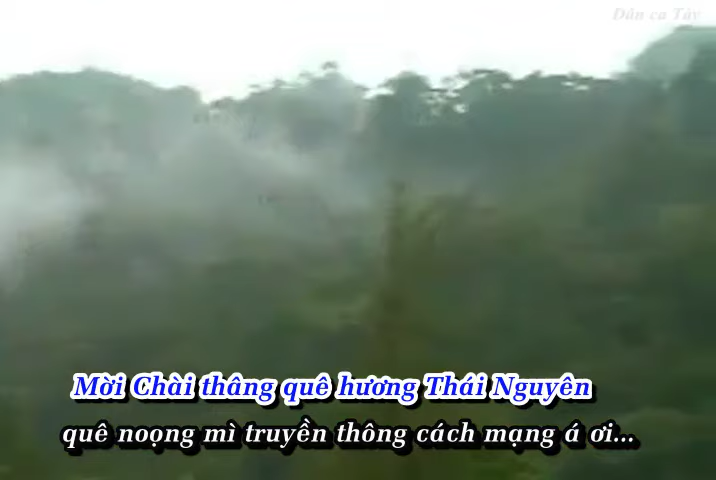 Dân ca Tày
Mời Chài thâng quê hương Thái Nguyên
quê noọng mì truyền thông cách mạng á ơi...